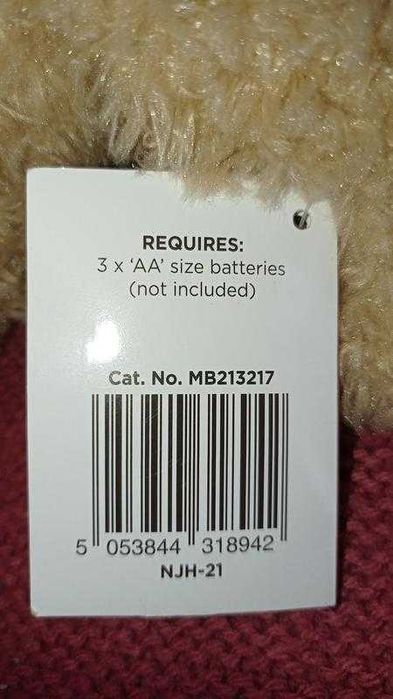 REQUIRES:
3 x ‘AA’ size batteries
(not included)
Cat. No. MB213217
5 053844 318942
NJH-21